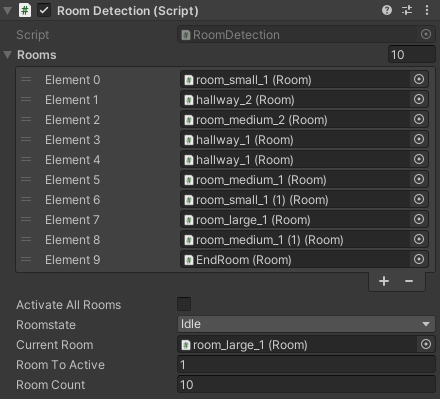 Room Detection (Script)
Script RoomDetection
Rooms 10
Element 0 room_small_1 (Room)
Element 1 hallway_2 (Room)
Element 2 room_medium_2 (Room)
Element 3 hallway_1 (Room)
Element 4 hallway_1 (Room)
Element 5 room_medium_1 (Room)
Element 6 room_small_1 (1) (Room)
Element 7 room_large_1 (Room)
Element 8 room_medium_1 (1) (Room)
Element 9 EndRoom (Room)
Activate All Rooms
Roomstate Idle
Current Room room_large_1 (Room)
Room To Active 1
Room Count 10